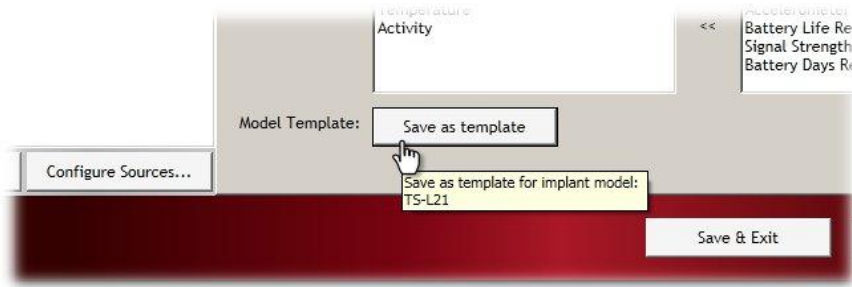 Temperature
Activity
<<
Accelerometer
Battery Life Re
Signal Strength
Battery Days R
Model Template:
Save as template
Configure Sources...
Save as template for implant model:
TS-L21
Save & Exit